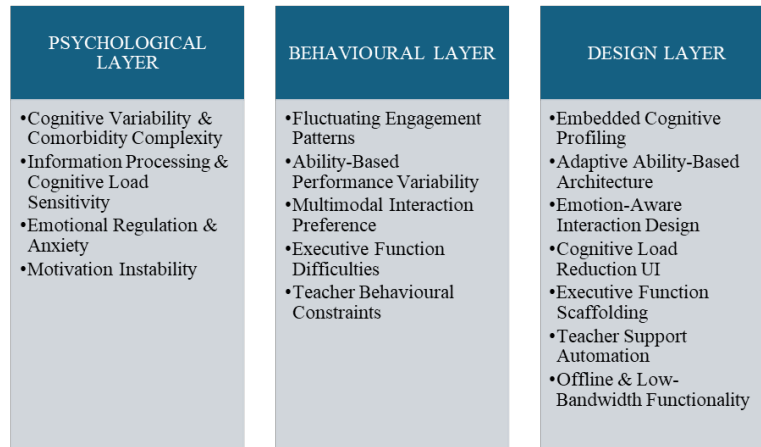 PSYCHOLOGICAL
LAYER
•Cognitive Variability &
Comorbidity Complexity
•Information Processing &
Cognitive Load
Sensitivity
•Emotional Regulation &
Anxiety
•Motivation Instability
BEHAVIOURAL LAYER
•Fluctuating Engagement
Patterns
•Ability-Based
Performance Variability
•Multimodal Interaction
Preference
•Executive Function
Difficulties
•Teacher Behavioural
Constraints
DESIGN LAYER
•Embedded Cognitive
Profiling
•Adaptive Ability-Based
Architecture
•Emotion-Aware
Interaction Design
•Cognitive Load
Reduction UI
•Executive Function
Scaffolding
•Teacher Support
Automation
•Offline & Low-
Bandwidth Functionality